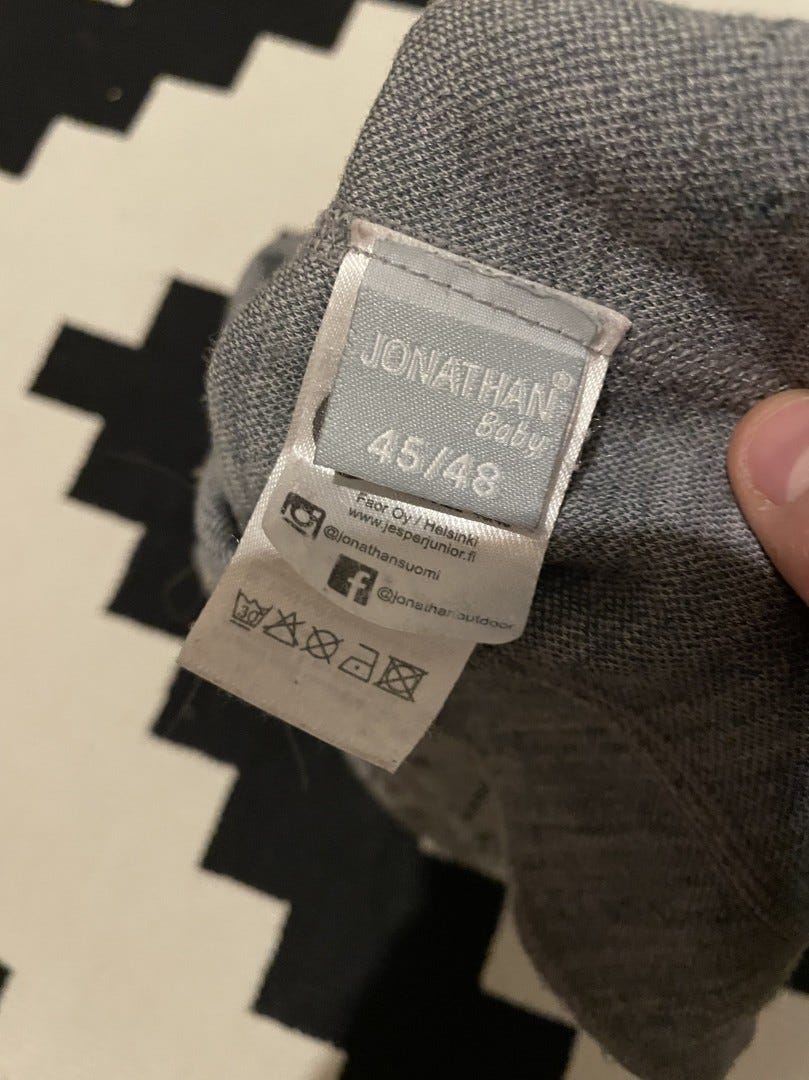 JONATHAN®
Baby
45/48
Faor Oy / Helsinki
www.jesperjunior.fi
@jonathansuomi
@jonathanoutdoor
30